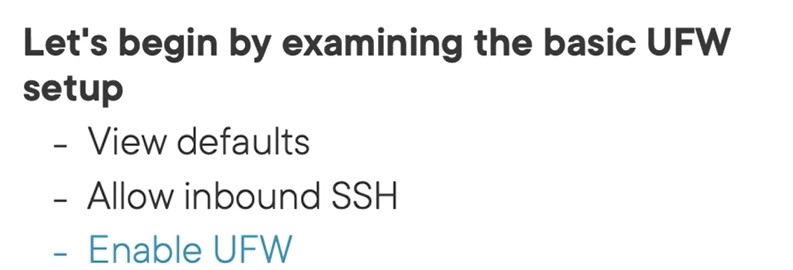 Let's begin by examining the basic UFW
setup
- View defaults
- Allow inbound SSH
- Enable UFW